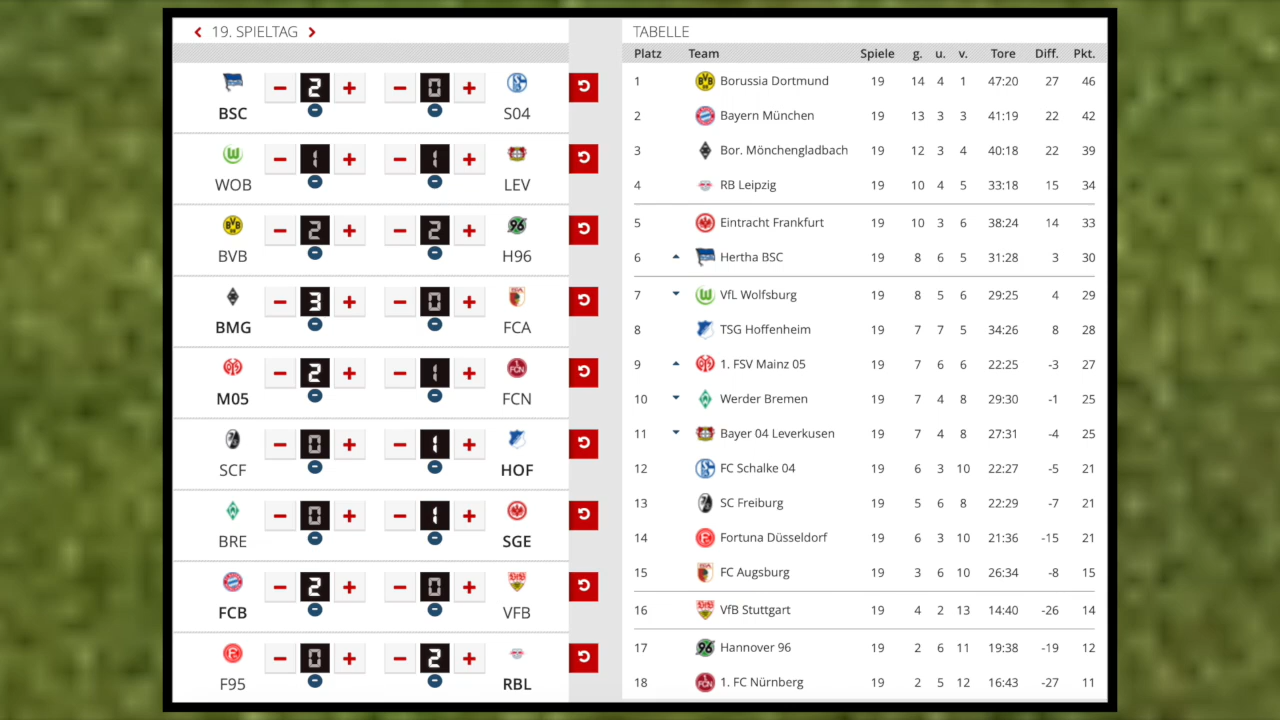 19. SPIELTAG
BSC 2 0 S04
WOB 1 1 LEV
BVB 2 2 H96
BMG 3 0 FCA
M05 2 1 FCN
SCF 0 1 HOF
BRE 0 1 SGE
FCB 2 0 VFB
F95 0 2 RBL
TABELLE
Platz Team Spiele g. u. v. Tore Diff. Pkt.
1 Borussia Dortmund 19 14 4 1 47:20 27 46
2 Bayern München 19 13 3 3 41:19 22 42
3 Bor. Mönchengladbach 19 12 3 4 40:18 22 39
4 RB Leipzig 19 10 4 5 33:18 15 34
5 Eintracht Frankfurt 19 10 3 6 38:24 14 33
6 Hertha BSC 19 8 6 5 31:28 3 30
7 VfL Wolfsburg 19 8 5 6 29:25 4 29
8 TSG Hoffenheim 19 7 7 5 34:26 8 28
9 1. FSV Mainz 05 19 7 6 6 22:25 -3 27
10 Werder Bremen 19 7 4 8 29:30 -1 25
11 Bayer 04 Leverkusen 19 7 4 8 27:31 -4 25
12 FC Schalke 04 19 6 3 10 22:27 -5 21
13 SC Freiburg 19 5 6 8 22:29 -7 21
14 Fortuna Düsseldorf 19 6 3 10 21:36 -15 21
15 FC Augsburg 19 3 6 10 26:34 -8 15
16 VfB Stuttgart 19 4 2 13 14:40 -26 14
17 Hannover 96 19 2 6 11 19:38 -19 12
18 1. FC Nürnberg 19 2 5 12 16:43 -27 11